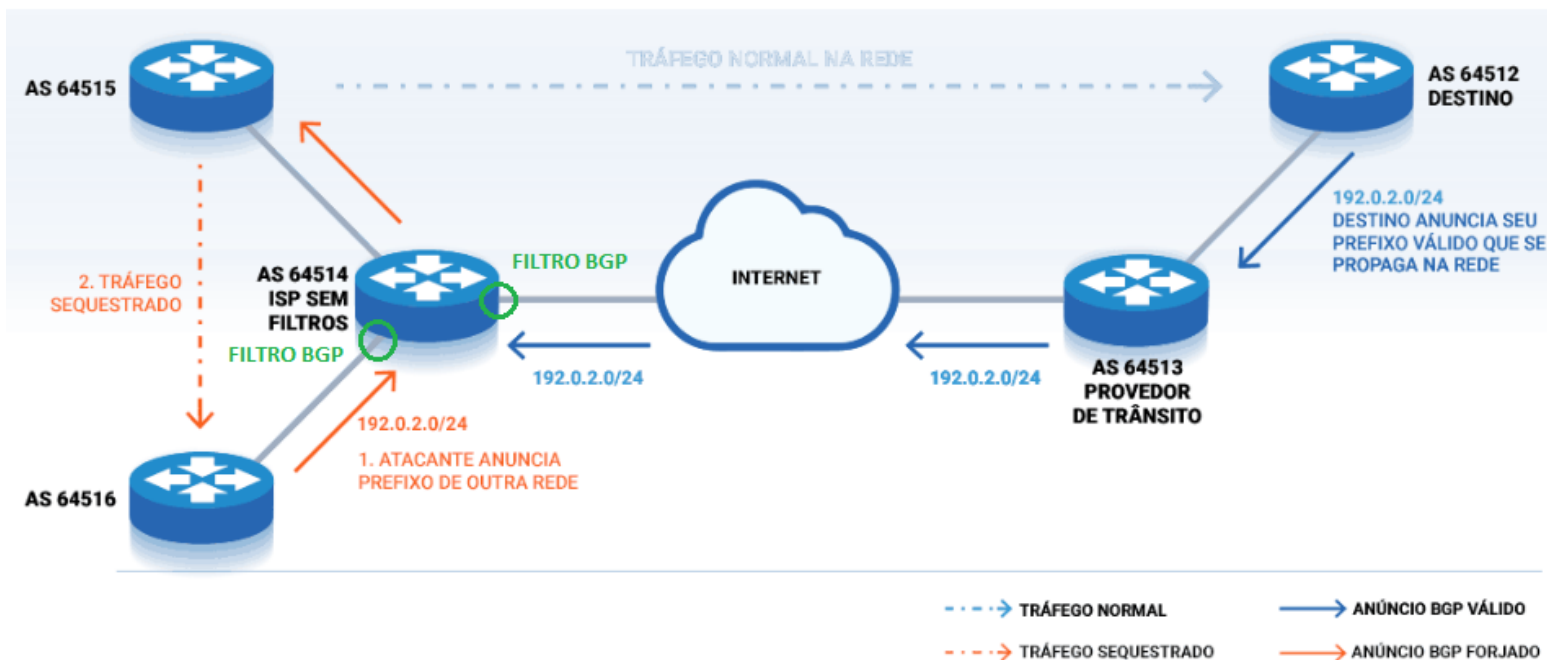 TRÁFEGO NORMAL NA REDE
AS 64515
AS 64512
DESTINO
192.0.2.0/24
DESTINO ANUNCIA SEU
PREFIXO VÁLIDO QUE SE
PROPAGA NA REDE
2. TRÁFEGO
SEQUESTRADO
AS 64514
ISP SEM
FILTROS
FILTRO BGP
INTERNET
FILTRO BGP
192.0.2.0/24
192.0.2.0/24
AS 64513
PROVEDOR
DE TRÂNSITO
192.0.2.0/24
1. ATACANTE ANUNCIA
PREFIXO DE OUTRA REDE
AS 64516
TRÁFEGO NORMAL
ANÚNCIO BGP VÁLIDO
TRÁFEGO SEQUESTRADO
ANÚNCIO BGP FORJADO